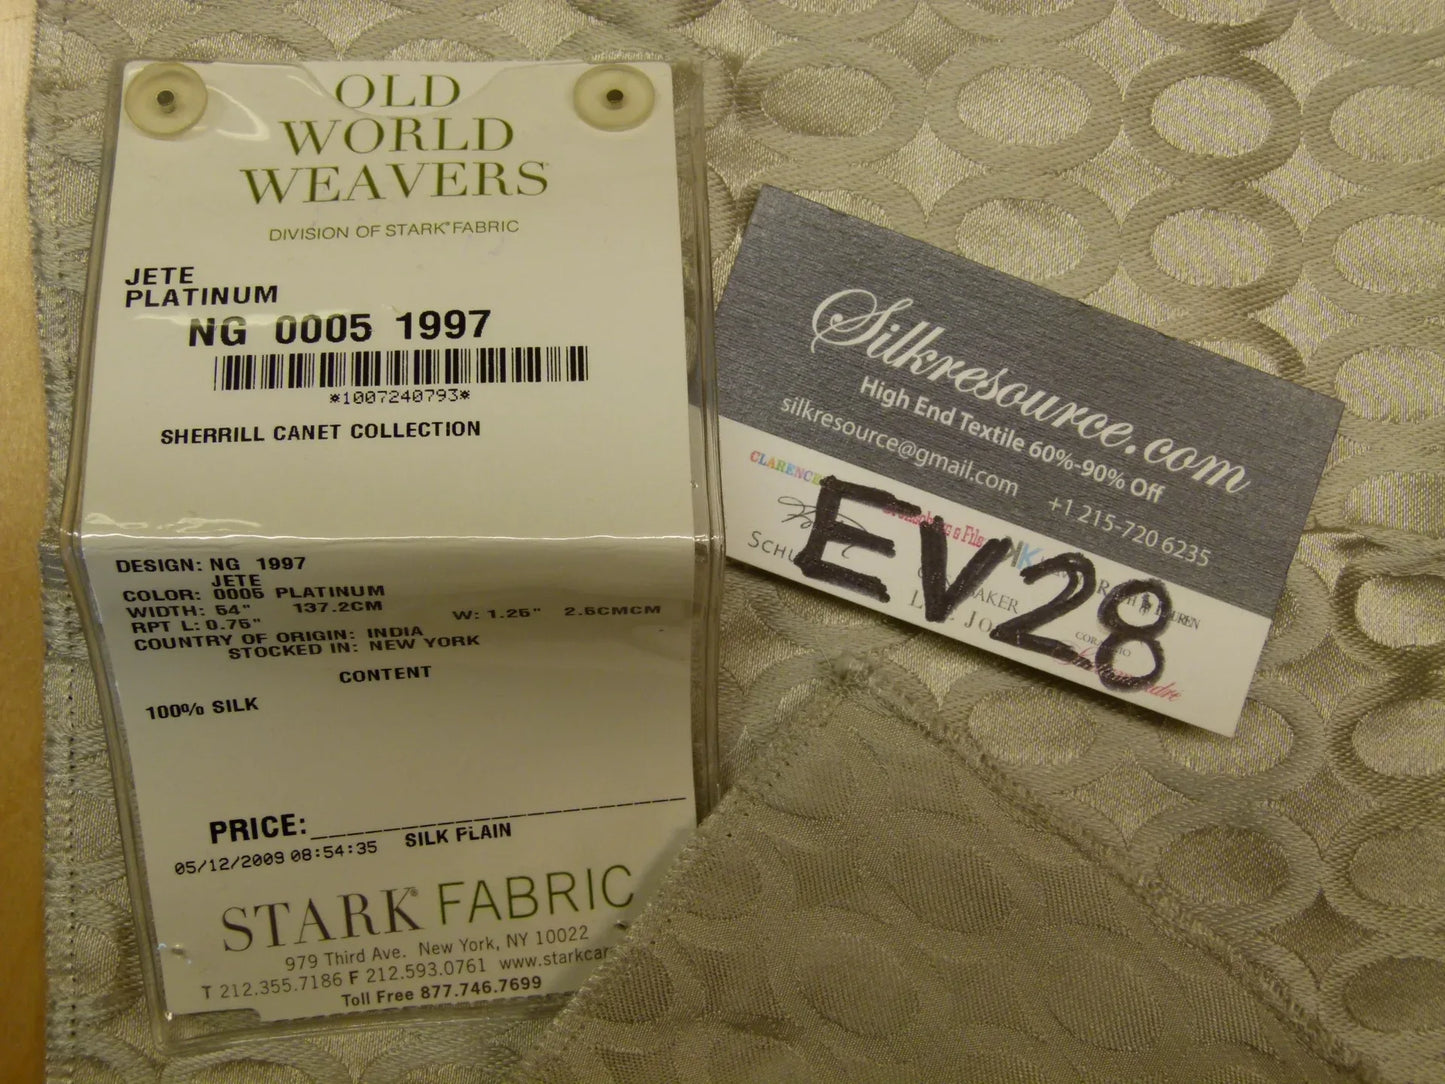 OLD
WORLD
WEAVERS
DIVISION OF STARK® FABRIC
JETE
PLATINUM
NG 0005 1997
*1007240793*
SHERRILL CANET COLLECTION
DESIGN: NG 1997
JETE
COLOR: 0005 PLATINUM
WIDTH: 54" 137.2CM
RPT L: 0.75" W: 1.25" 2.5CMCM
COUNTRY OF ORIGIN: INDIA
STOCKED IN: NEW YORK
CONTENT
100% SILK
PRICE:
05/12/2009 08:54:35 SILK PLAIN
STARK® FABRIC
979 Third Ave. New York, NY 10022
T 212.355.7186 F 212.593.0761 www.starkcar
Toll Free 877.746.7699
Silkresource.com
High End Textile 60%-90% Off
silkresource@gmail.com +1 215-720 6235
CLARENCE
EV28